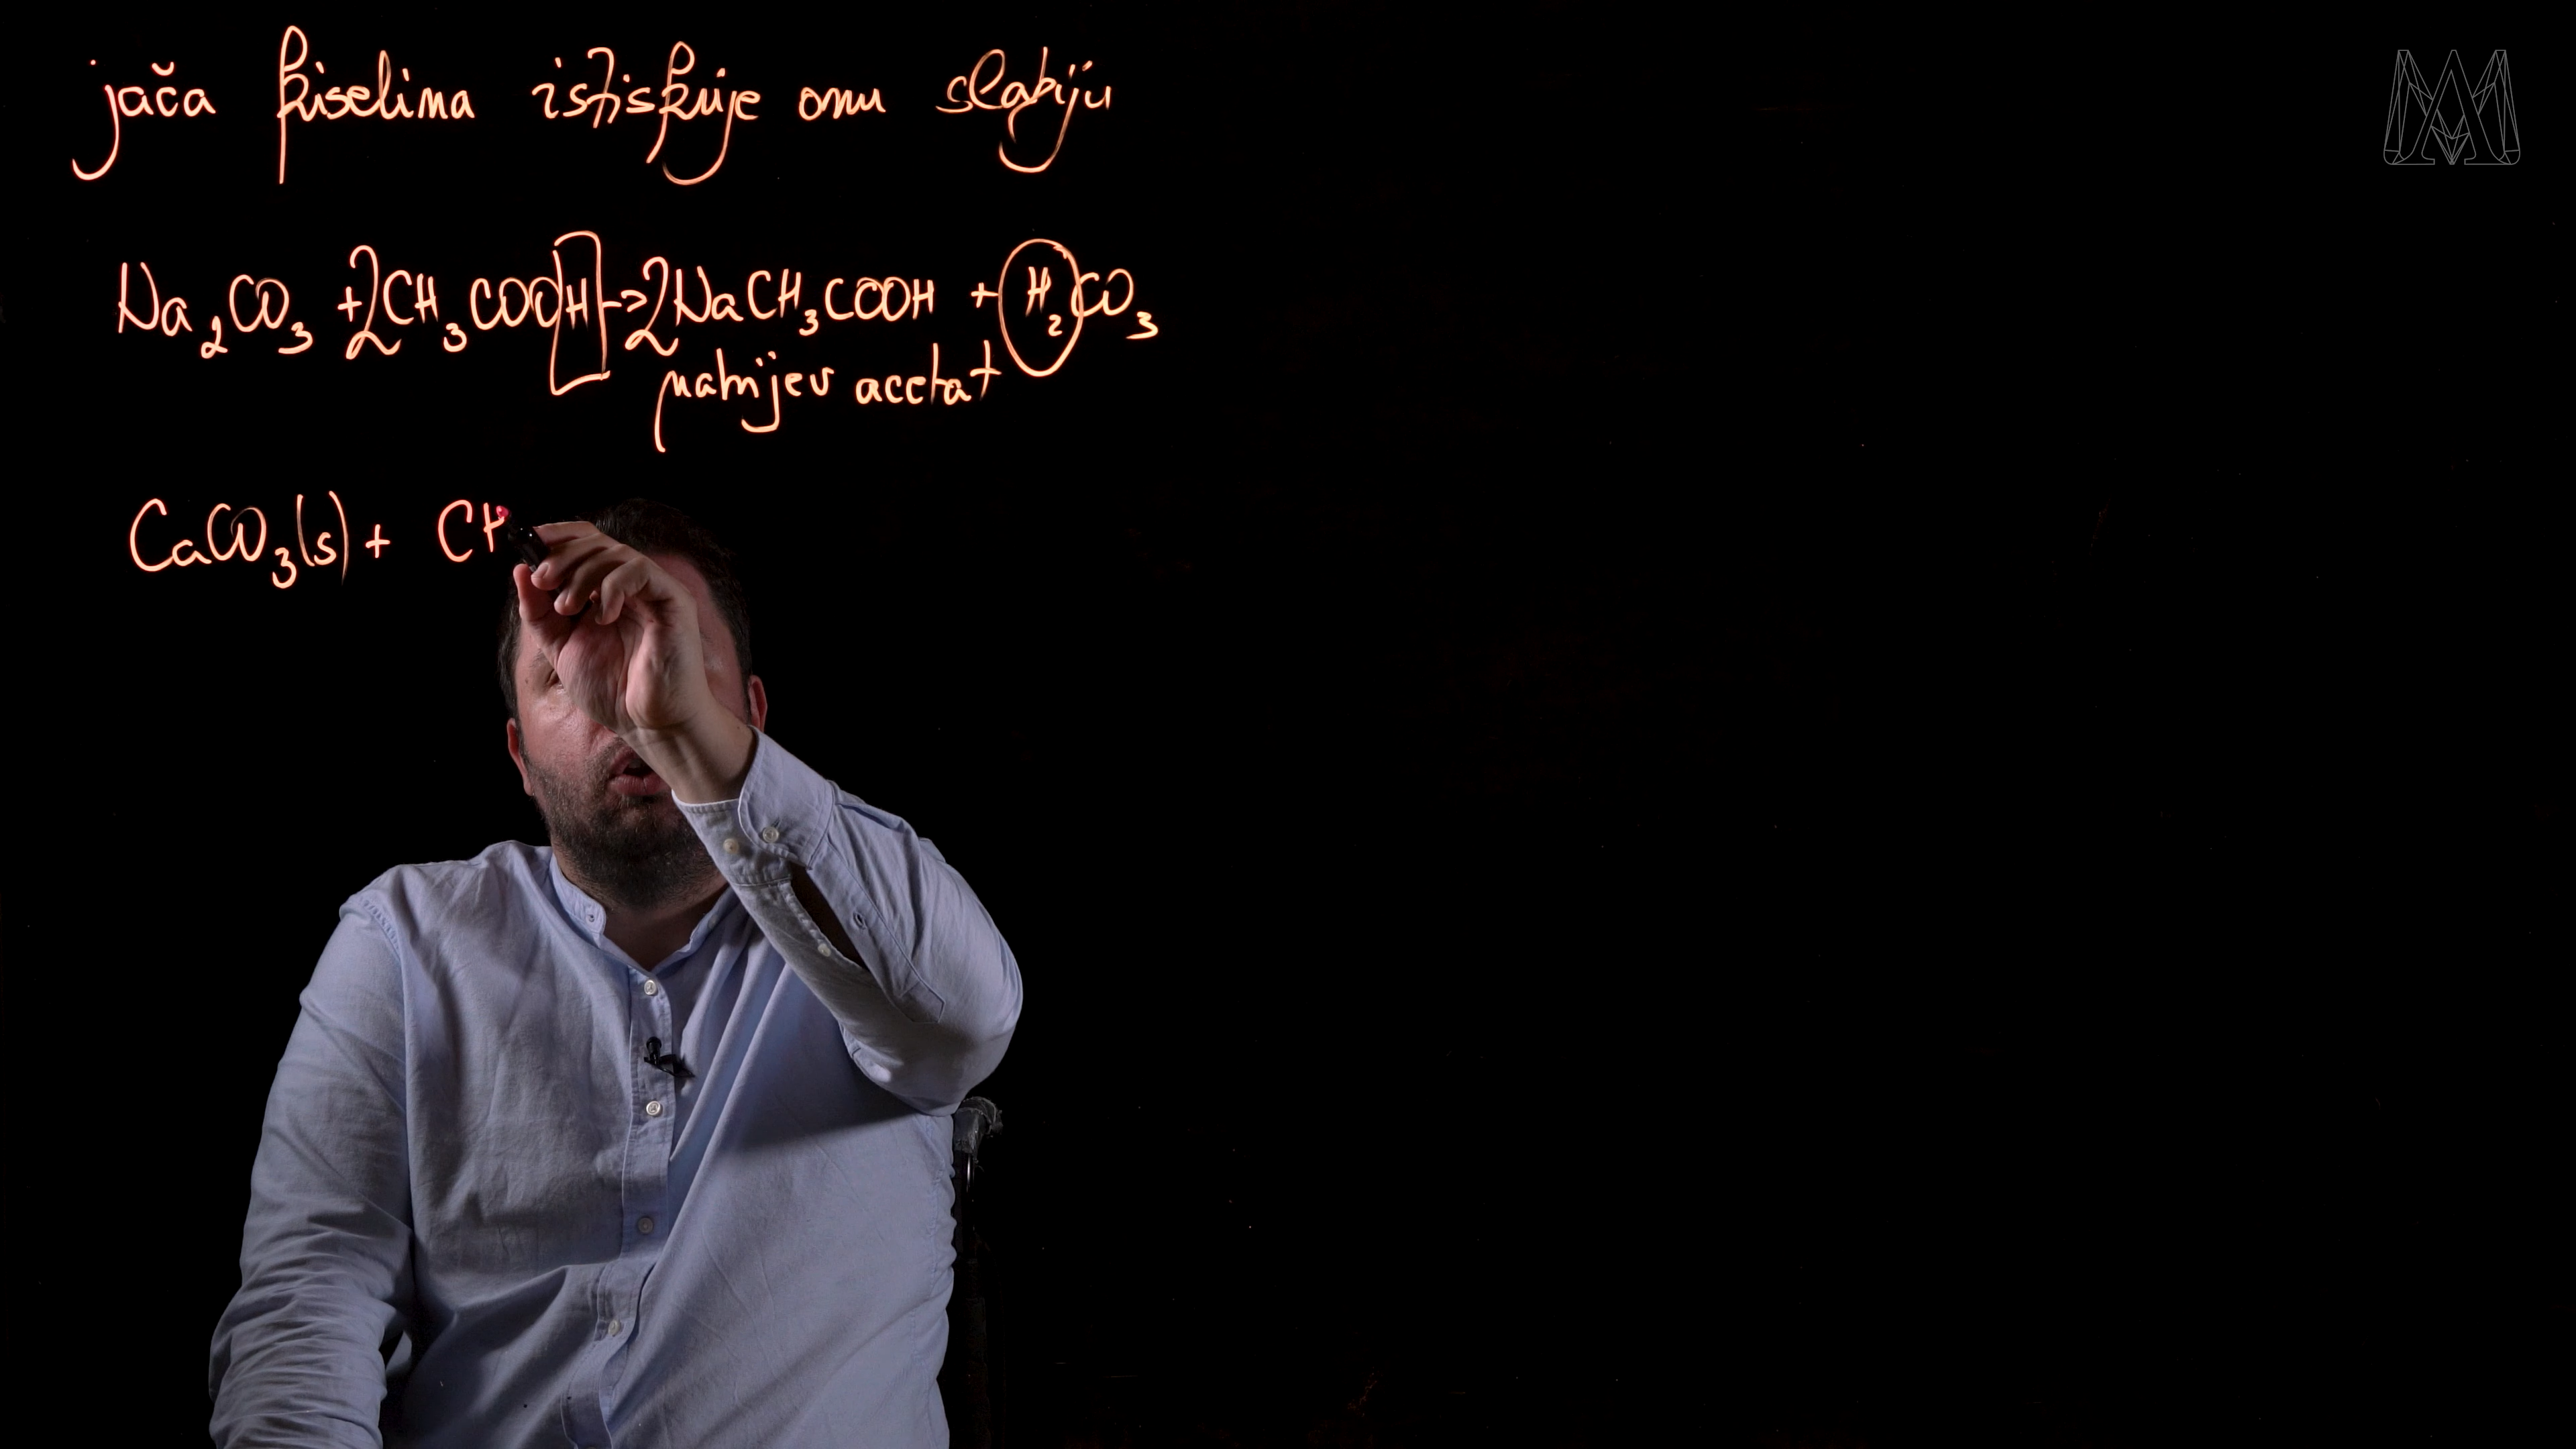 jača kiselina istiskuje onu slabiju
Na₂CO₃ + 2CH₃COOH → 2NaCH₃COOH + H₂CO₃
natrijev acetat
CaCO₃(s) + CH